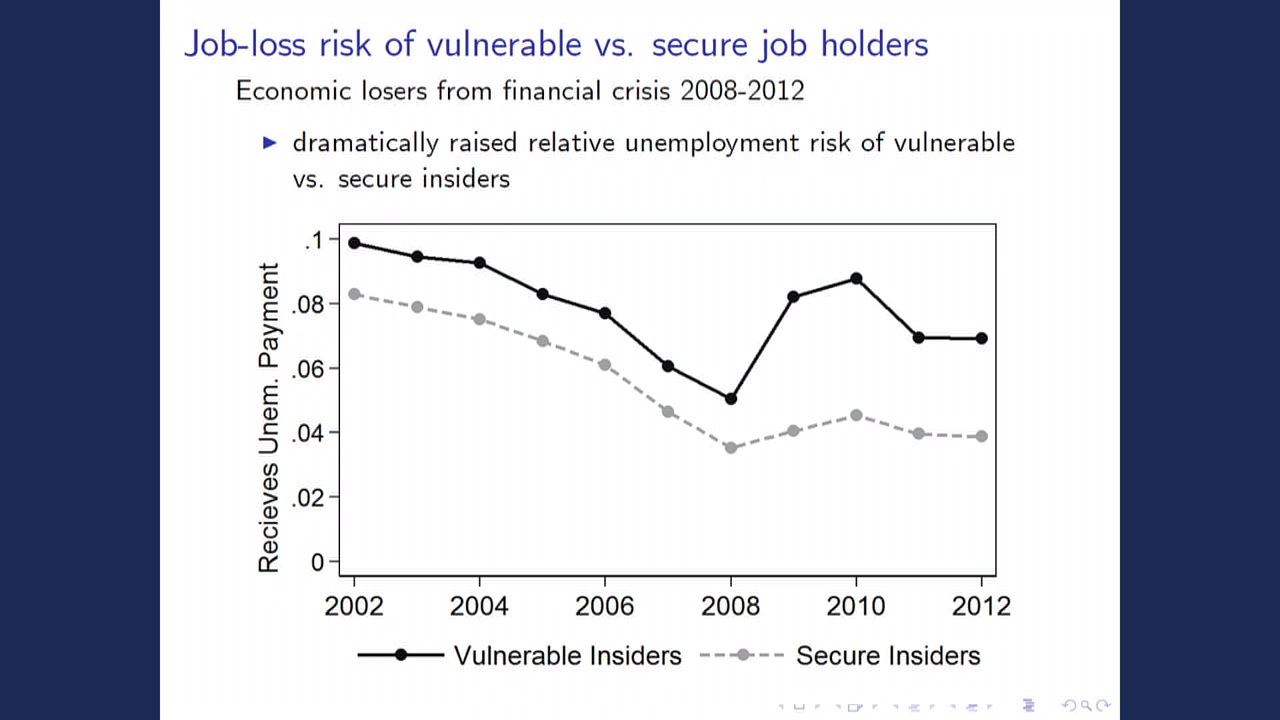 Job-loss risk of vulnerable vs. secure job holders
Economic losers from financial crisis 2008-2012
▶ dramatically raised relative unemployment risk of vulnerable
vs. secure insiders
Recieves Unem. Payment
.1
.08
.06
.04
.02
0
2002 2004 2006 2008 2010 2012
Vulnerable Insiders Secure Insiders